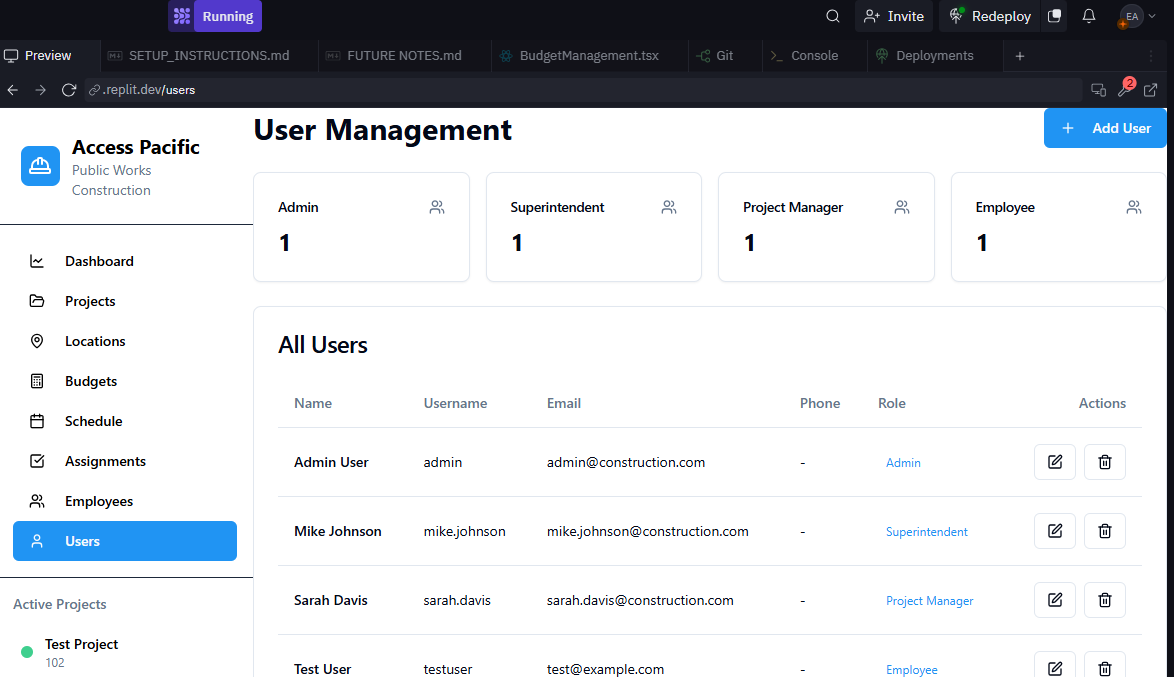 Running
Invite
Redeploy
EA
Preview
SETUP_INSTRUCTIONS.md
FUTURE NOTES.md
BudgetManagement.tsx
Git
Console
Deployments
.replit.dev/users
2
Access Pacific
Public Works
Construction
Dashboard
Projects
Locations
Budgets
Schedule
Assignments
Employees
Users
Active Projects
Test Project
102
User Management
Add User
Admin
1
Superintendent
1
Project Manager
1
Employee
1
All Users
Name Username Email Phone Role Actions
Admin User admin admin@construction.com - Admin
Mike Johnson mike.johnson mike.johnson@construction.com - Superintendent
Sarah Davis sarah.davis sarah.davis@construction.com - Project Manager
Test User testuser test@example.com - Employee